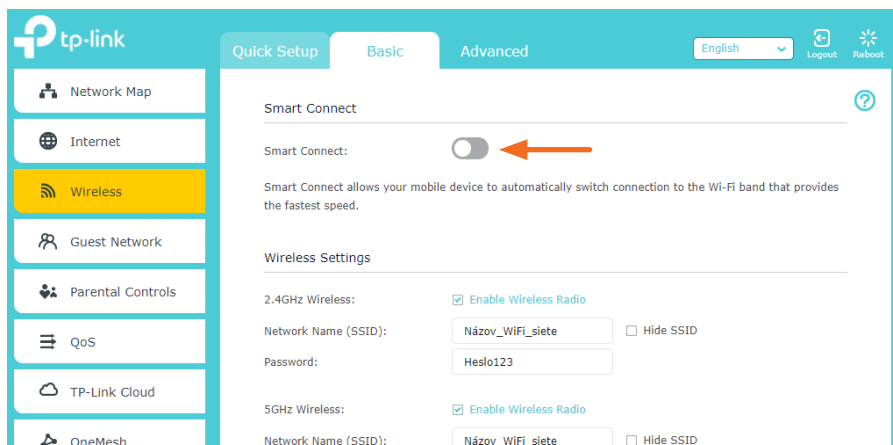 tp-link
Quick Setup
Basic
Advanced
English
Logout
Reboot
Network Map
Internet
Wireless
Guest Network
Parental Controls
QoS
TP-Link Cloud
OneMesh
Smart Connect
Smart Connect:
Smart Connect allows your mobile device to automatically switch connection to the Wi-Fi band that provides
the fastest speed.
Wireless Settings
2.4GHz Wireless: Enable Wireless Radio
Network Name (SSID): Názov_WiFi_siete Hide SSID
Password: Heslo123
5GHz Wireless: Enable Wireless Radio
Network Name (SSID): Názov_WiFi_siete Hide SSID